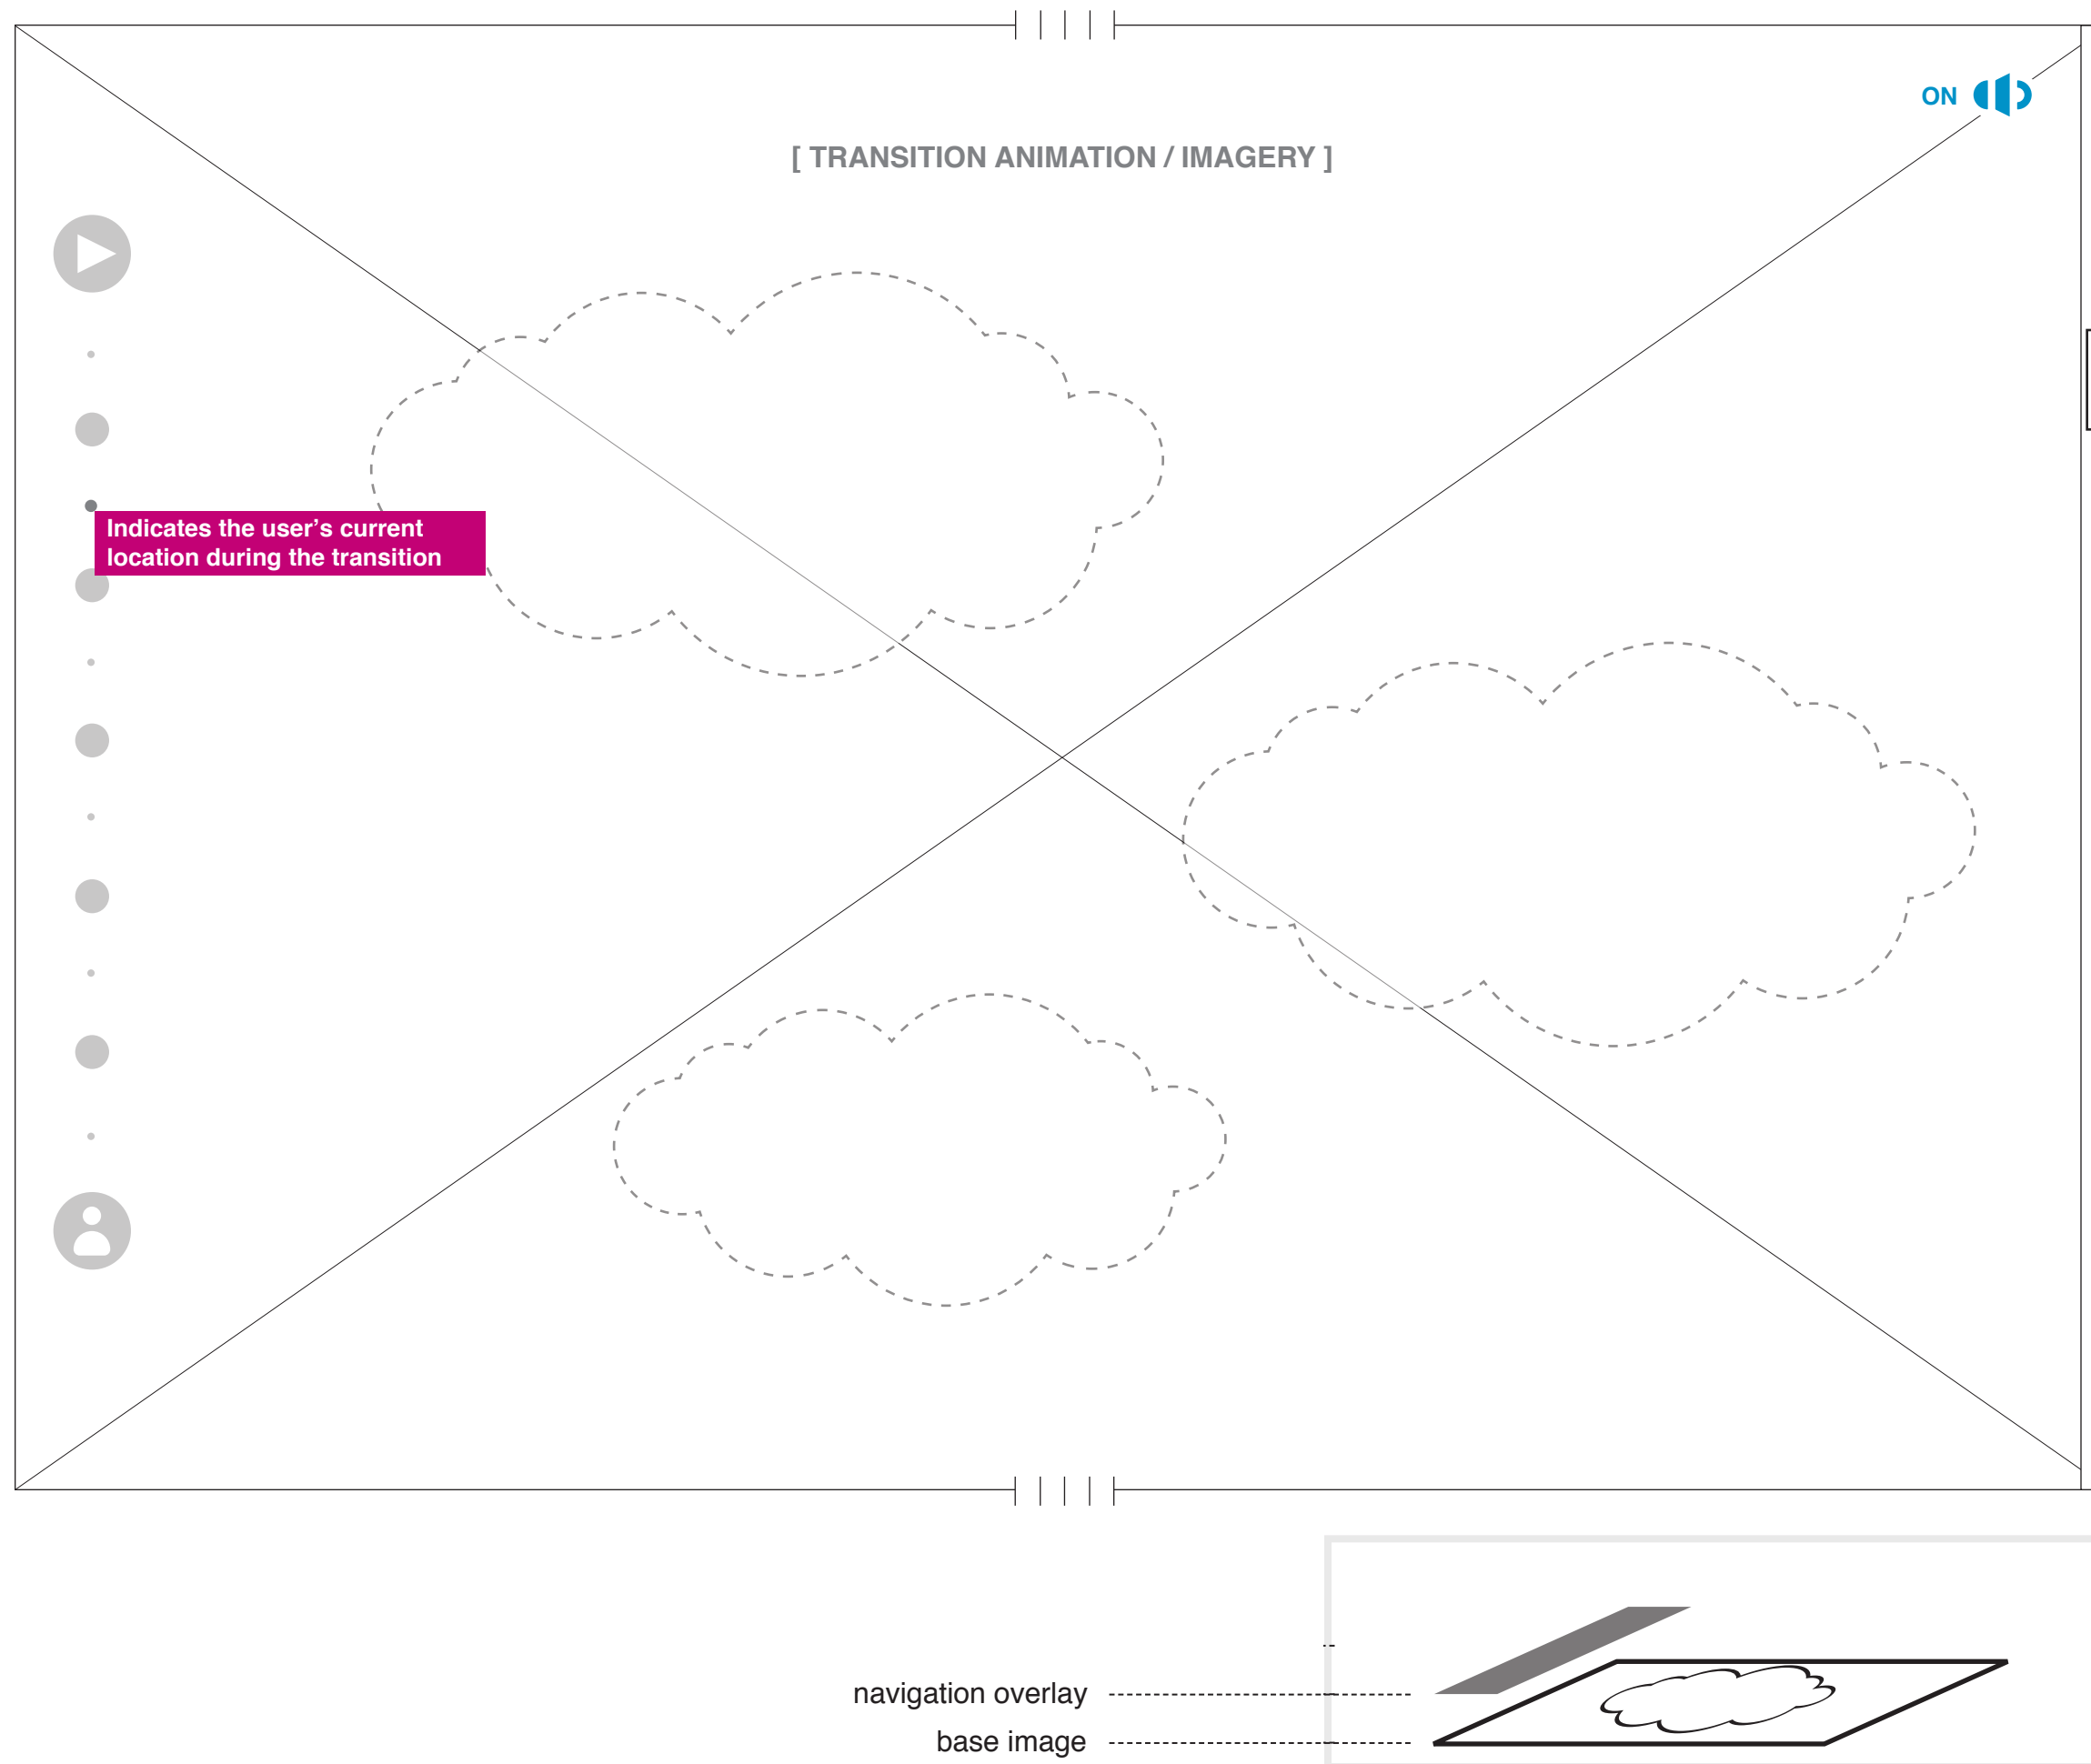 ON
[ TRANSITION ANIMATION / IMAGERY ]
Indicates the user’s current
location during the transition
navigation overlay
base image